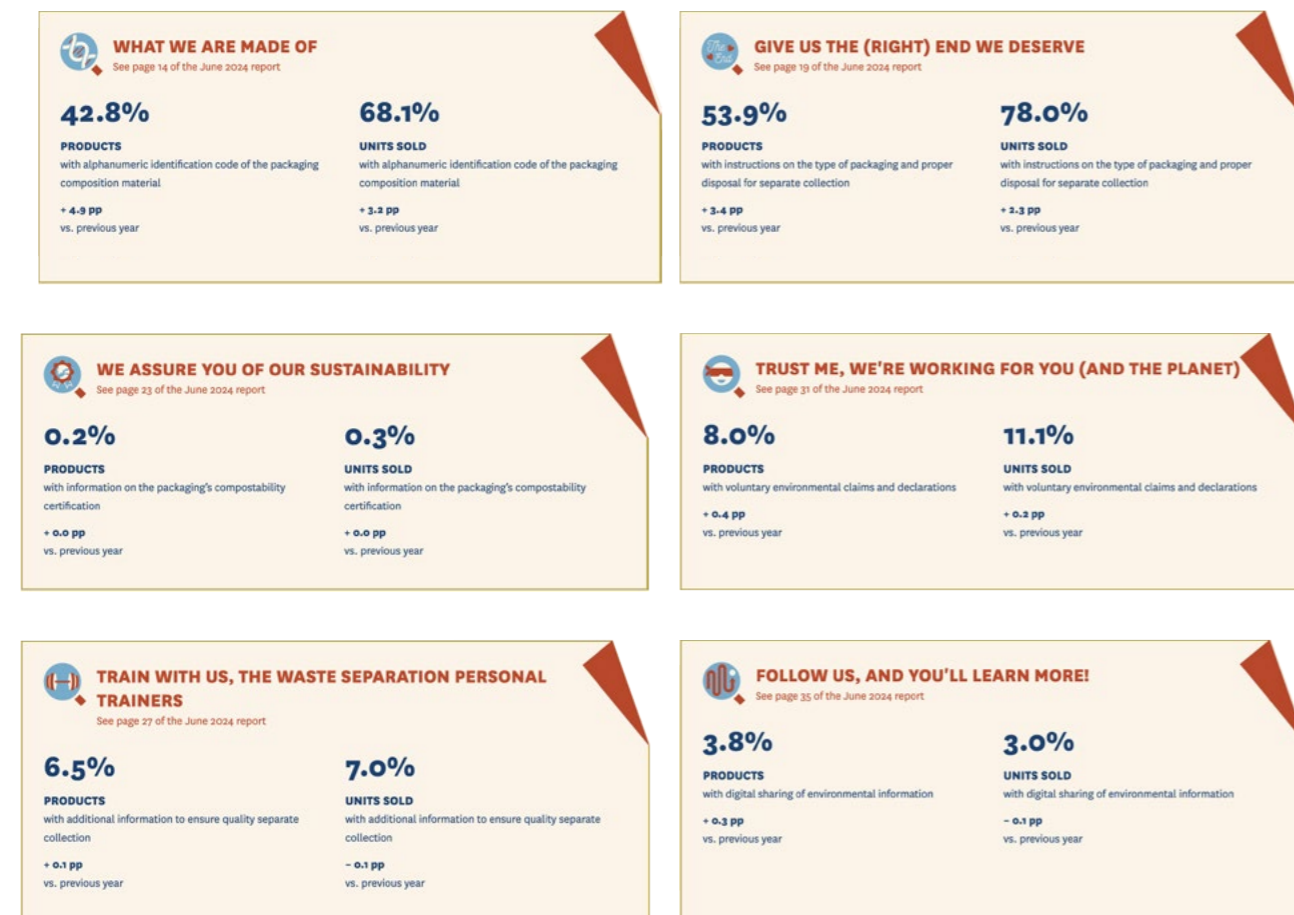 WHAT WE ARE MADE OF
See page 14 of the June 2024 report
42.8%
PRODUCTS
with alphanumeric identification code of the packaging
composition material
+ 4.9 pp
vs. previous year
68.1%
UNITS SOLD
with alphanumeric identification code of the packaging
composition material
+ 3.2 pp
vs. previous year
The End
GIVE US THE (RIGHT) END WE DESERVE
See page 19 of the June 2024 report
53.9%
PRODUCTS
with instructions on the type of packaging and proper
disposal for separate collection
+ 3.4 pp
vs. previous year
78.0%
UNITS SOLD
with instructions on the type of packaging and proper
disposal for separate collection
+ 2.3 pp
vs. previous year
WE ASSURE YOU OF OUR SUSTAINABILITY
See page 23 of the June 2024 report
0.2%
PRODUCTS
with information on the packaging's compostability
certification
+ 0.0 pp
vs. previous year
0.3%
UNITS SOLD
with information on the packaging's compostability
certification
+ 0.0 pp
vs. previous year
TRUST ME, WE'RE WORKING FOR YOU (AND THE PLANET)
See page 31 of the June 2024 report
8.0%
PRODUCTS
with voluntary environmental claims and declarations
+ 0.4 pp
vs. previous year
11.1%
UNITS SOLD
with voluntary environmental claims and declarations
+ 0.2 pp
vs. previous year
TRAIN WITH US, THE WASTE SEPARATION PERSONAL
TRAINERS
See page 27 of the June 2024 report
6.5%
PRODUCTS
with additional information to ensure quality separate
collection
+ 0.1 pp
vs. previous year
7.0%
UNITS SOLD
with additional information to ensure quality separate
collection
– 0.1 pp
vs. previous year
FOLLOW US, AND YOU'LL LEARN MORE!
See page 35 of the June 2024 report
3.8%
PRODUCTS
with digital sharing of environmental information
+ 0.3 pp
vs. previous year
3.0%
UNITS SOLD
with digital sharing of environmental information
– 0.1 pp
vs. previous year